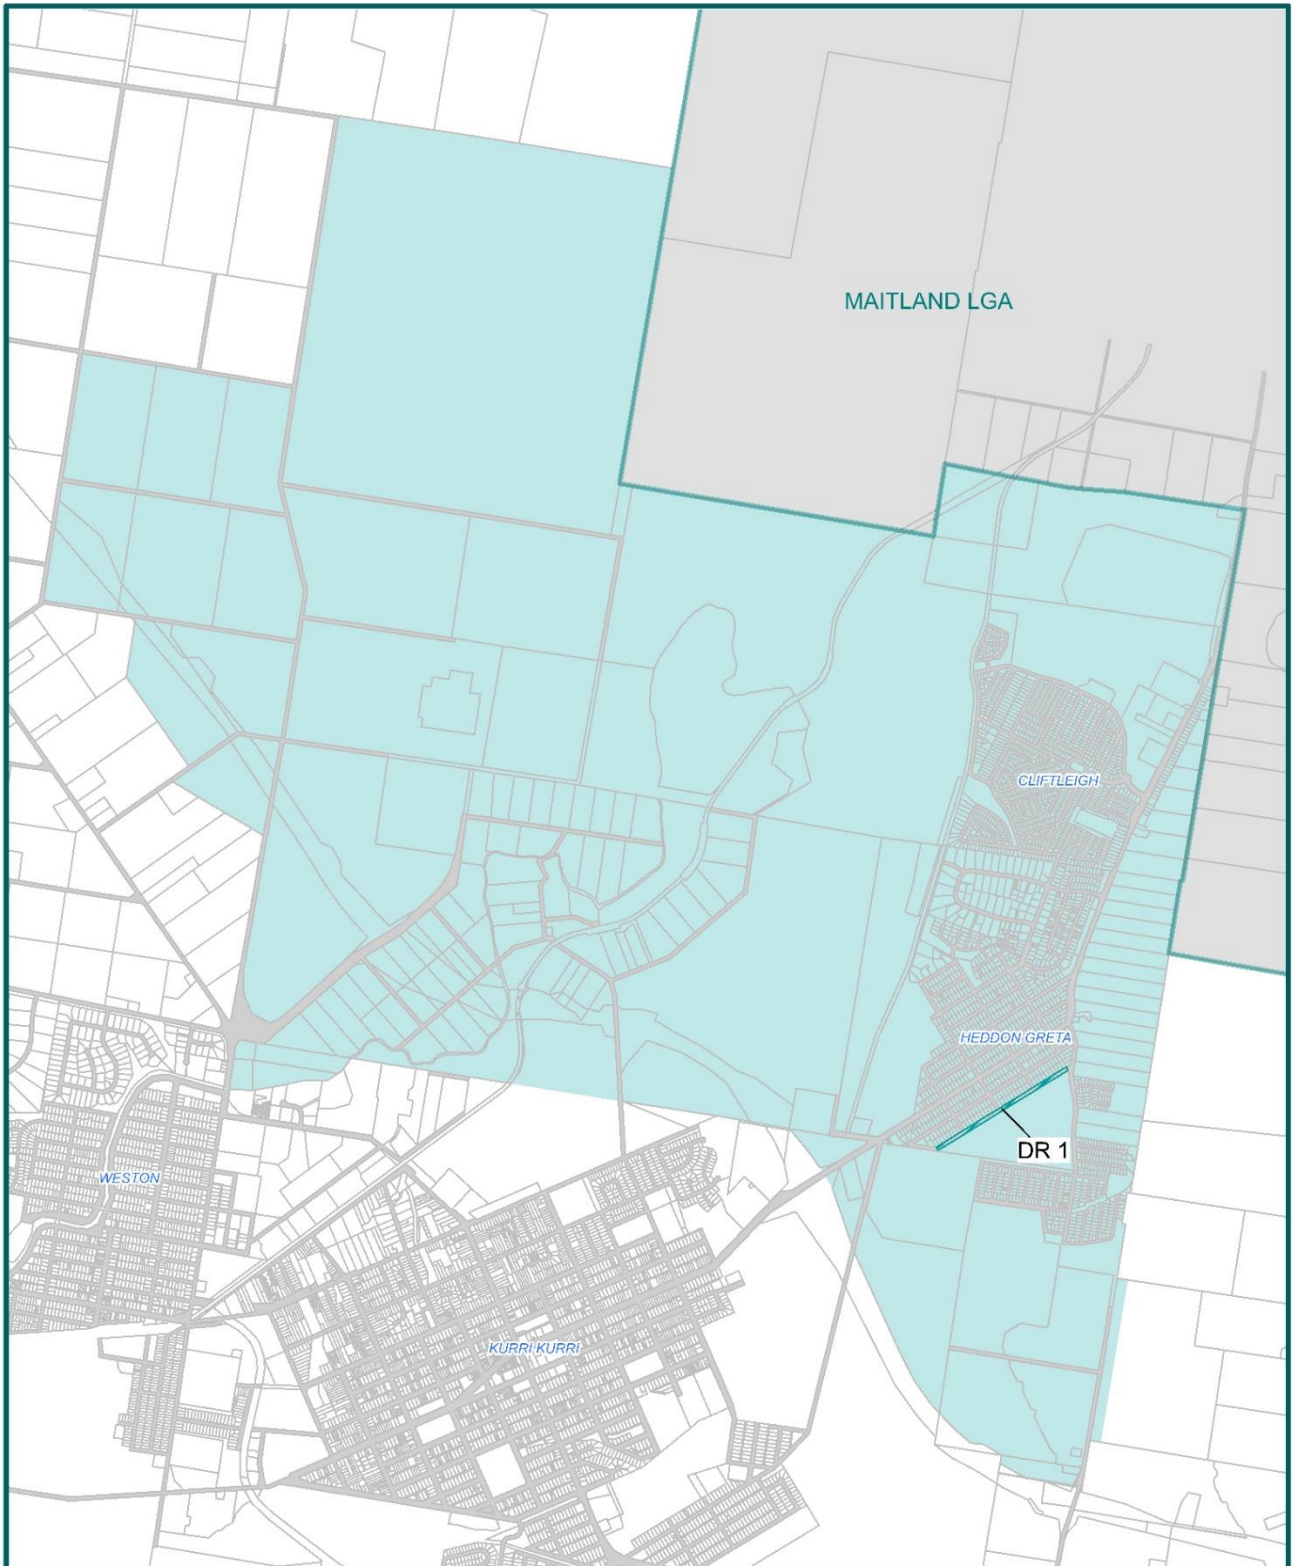 MAITLAND LGA
CLIFTLEIGH
HEDDON GRETA
DR 1
WESTON
KURRI KURRI